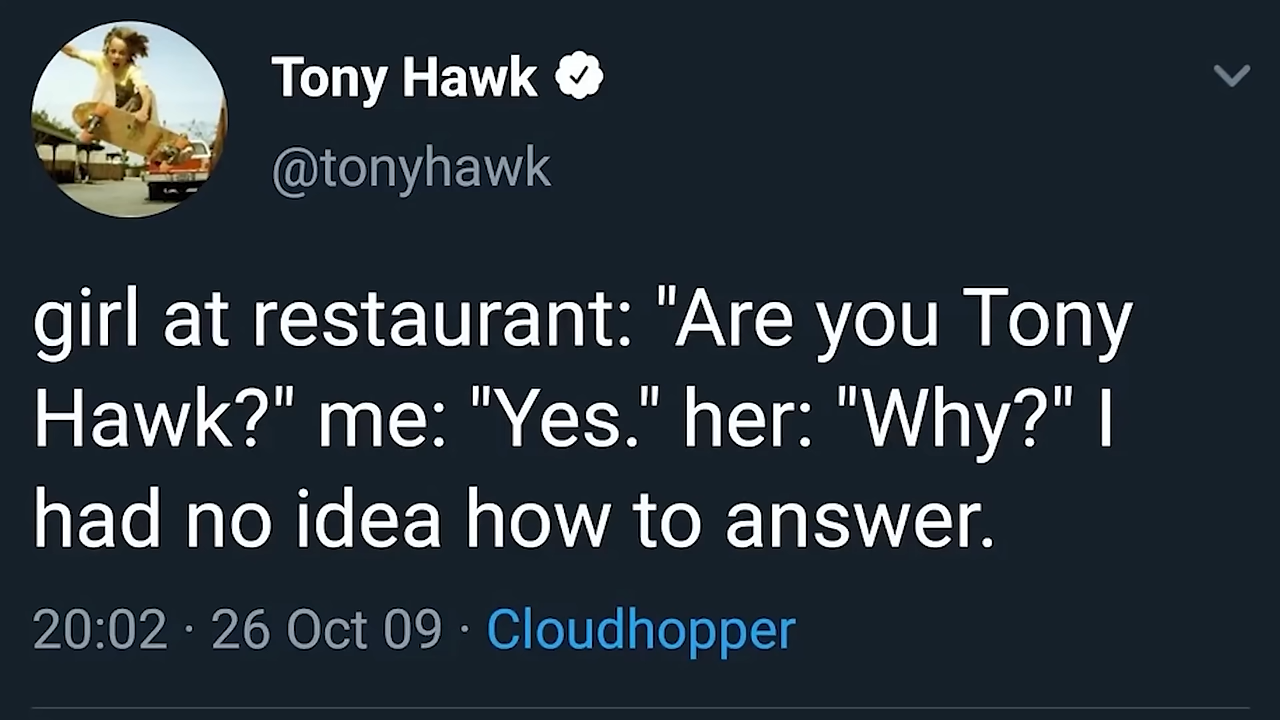 Tony Hawk
@tonyhawk
girl at restaurant: "Are you Tony
Hawk?" me: "Yes." her: "Why?" I
had no idea how to answer.
20:02 · 26 Oct 09 · Cloudhopper